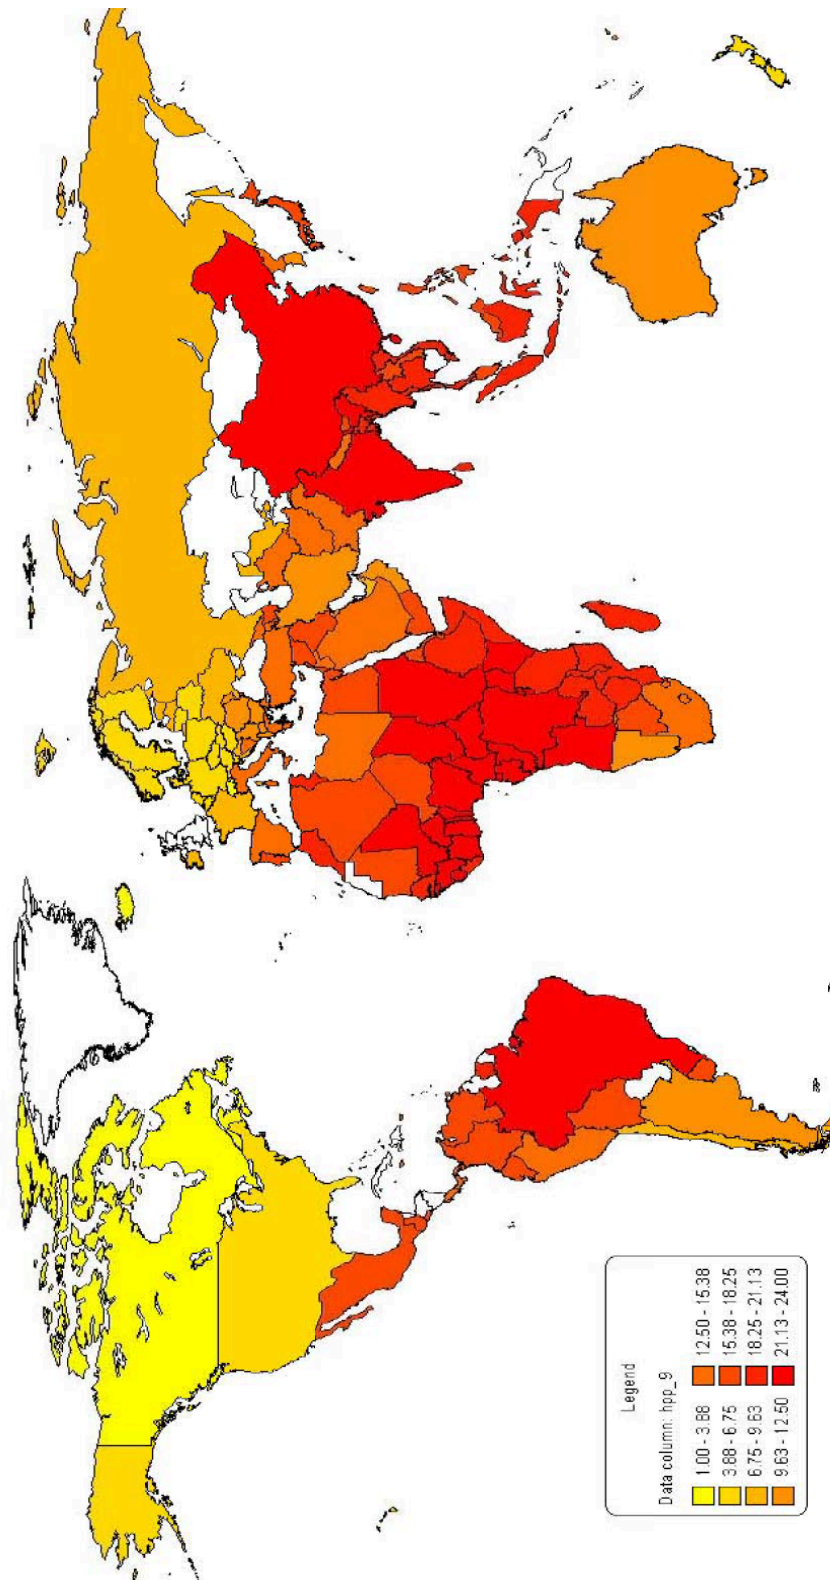 Legend
Data column: hpp_9
1.00 - 3.88
3.88 - 6.75
6.75 - 9.63
9.63 - 12.50
12.50 - 15.38
15.38 - 18.25
18.25 - 21.13
21.13 - 24.00